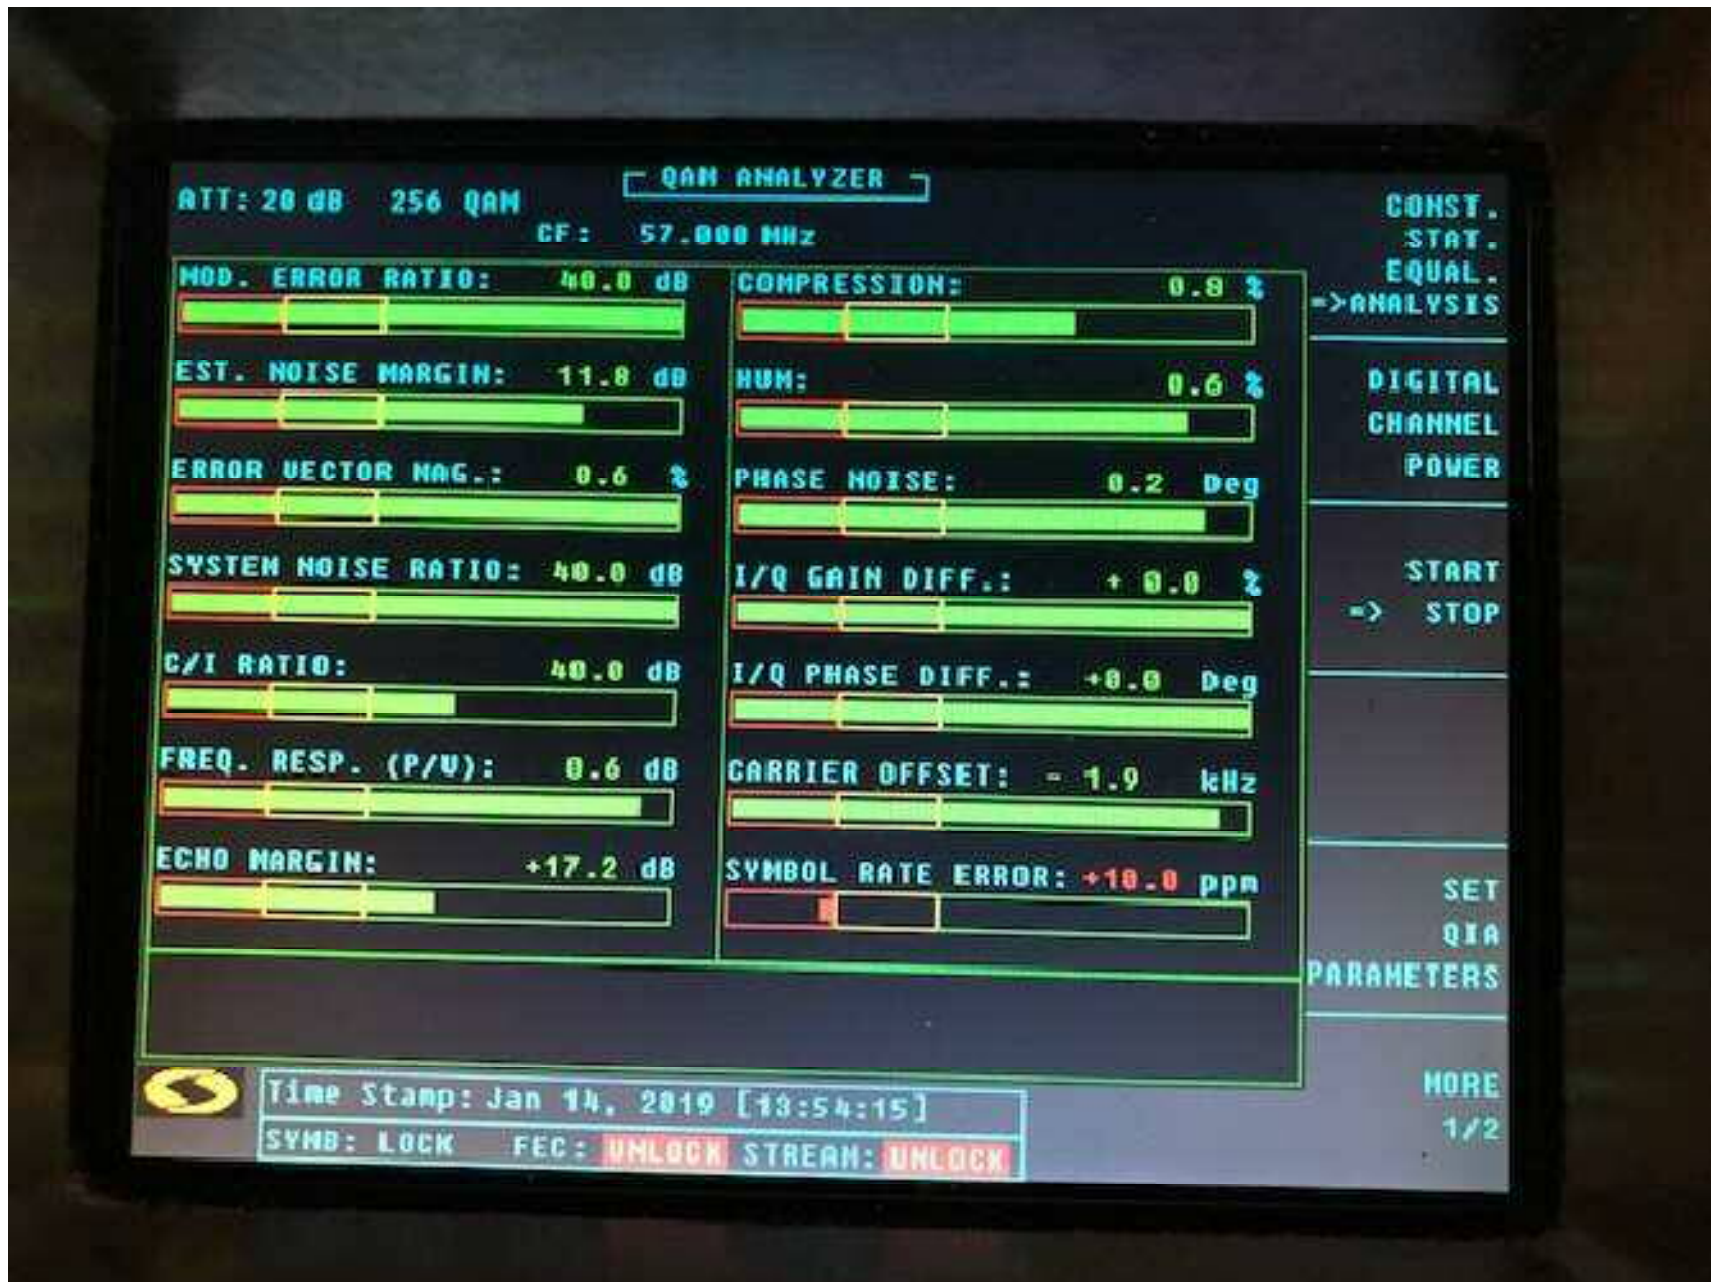 QAM ANALYZER
ATT: 20 dB 256 QAM
CF: 57.000 MHz
MOD. ERROR RATIO: 40.0 dB
EST. NOISE MARGIN: 11.8 dB
ERROR VECTOR MAG.: 0.6 %
SYSTEM NOISE RATIO: 40.0 dB
C/I RATIO: 40.0 dB
FREQ. RESP. (P/V): 0.6 dB
ECHO MARGIN: +17.2 dB
COMPRESSION: 0.8 %
HUM: 0.6 %
PHASE NOISE: 0.2 Deg
I/Q GAIN DIFF.: + 0.0 %
I/Q PHASE DIFF.: +0.0 Deg
CARRIER OFFSET: - 1.9 kHz
SYMBOL RATE ERROR: +10.0 ppm
CONST.
STAT.
EQUAL.
=>ANALYSIS
DIGITAL
CHANNEL
POWER
START
=> STOP
SET
QIA
PARAMETERS
MORE
1/2
Time Stamp: Jan 14, 2019 [13:54:15]
SYMB: LOCK FEC: UNLOCK STREAM: UNLOCK